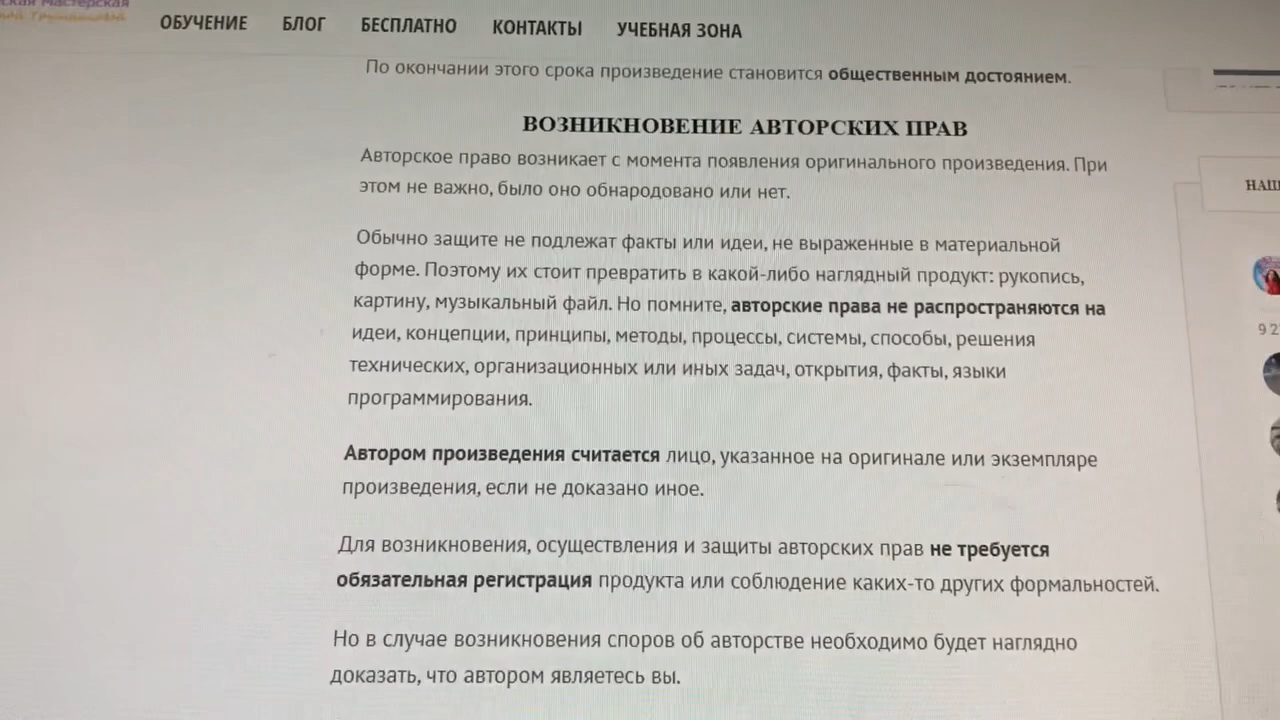 ская Мастерская
ОБУЧЕНИЕ БЛОГ БЕСПЛАТНО КОНТАКТЫ УЧЕБНАЯ ЗОНА
По окончании этого срока произведение становится общественным достоянием.
ВОЗНИКНОВЕНИЕ АВТОРСКИХ ПРАВ
Авторское право возникает с момента появления оригинального произведения. При
этом не важно, было оно обнародовано или нет.
Обычно защите не подлежат факты или идеи, не выраженные в материальной
форме. Поэтому их стоит превратить в какой-либо наглядный продукт: рукопись,
картину, музыкальный файл. Но помните, авторские права не распространяются на
идеи, концепции, принципы, методы, процессы, системы, способы, решения
технических, организационных или иных задач, открытия, факты, языки
программирования.
Автором произведения считается лицо, указанное на оригинале или экземпляре
произведения, если не доказано иное.
Для возникновения, осуществления и защиты авторских прав не требуется
обязательная регистрация продукта или соблюдение каких-то других формальностей.
Но в случае возникновения споров об авторстве необходимо будет наглядно
доказать, что автором являетесь вы.
НАШ
9 2